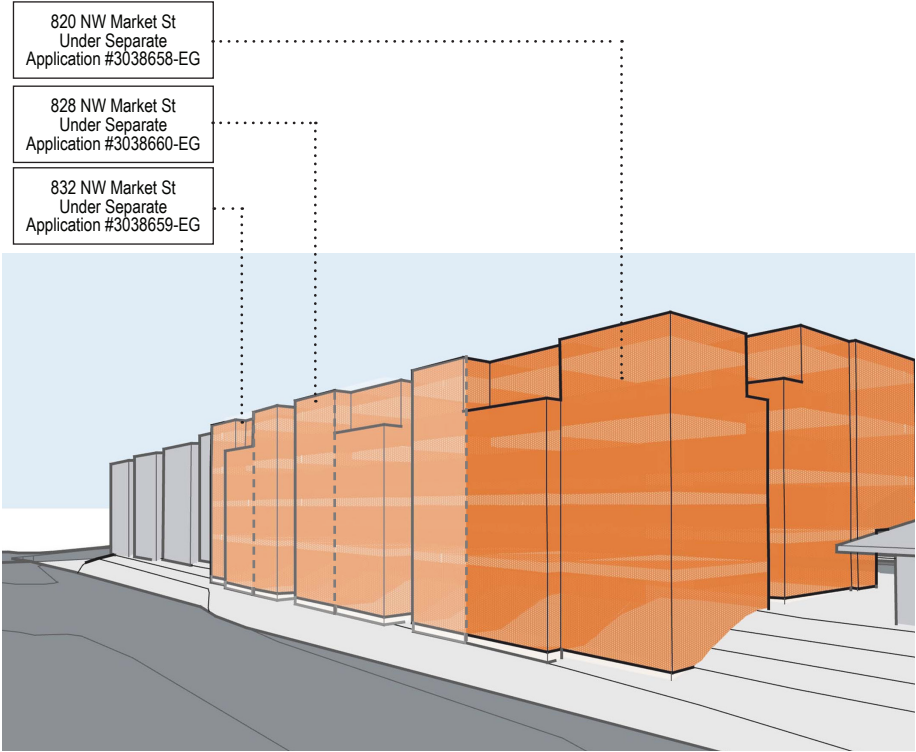 820 NW Market St
Under Separate
Application #3038658-EG
828 NW Market St
Under Separate
Application #3038660-EG
832 NW Market St
Under Separate
Application #3038659-EG